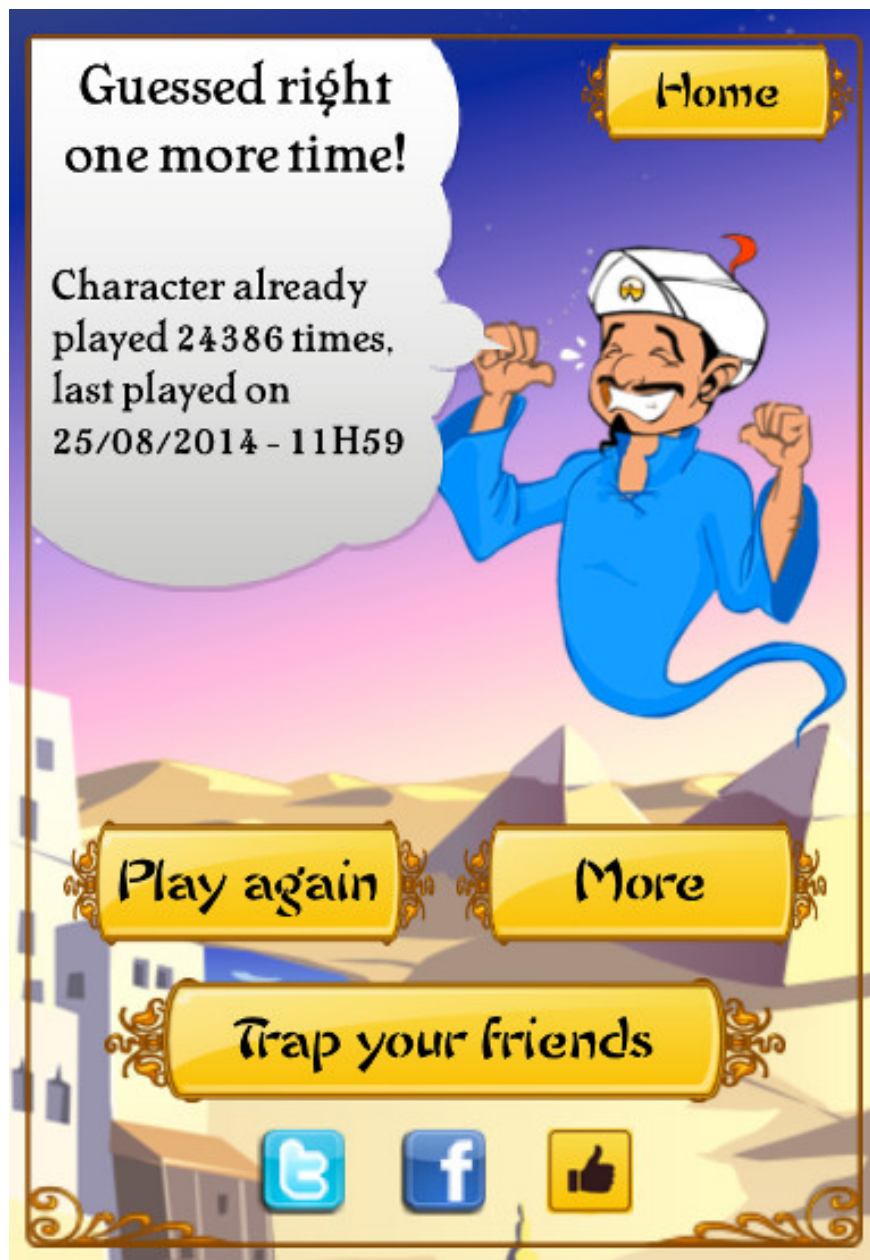 Guessed right
one more time!
Home
Character already
played 24386 times,
last played on
25/08/2014 - 11H59
Play again
More
Trap your friends